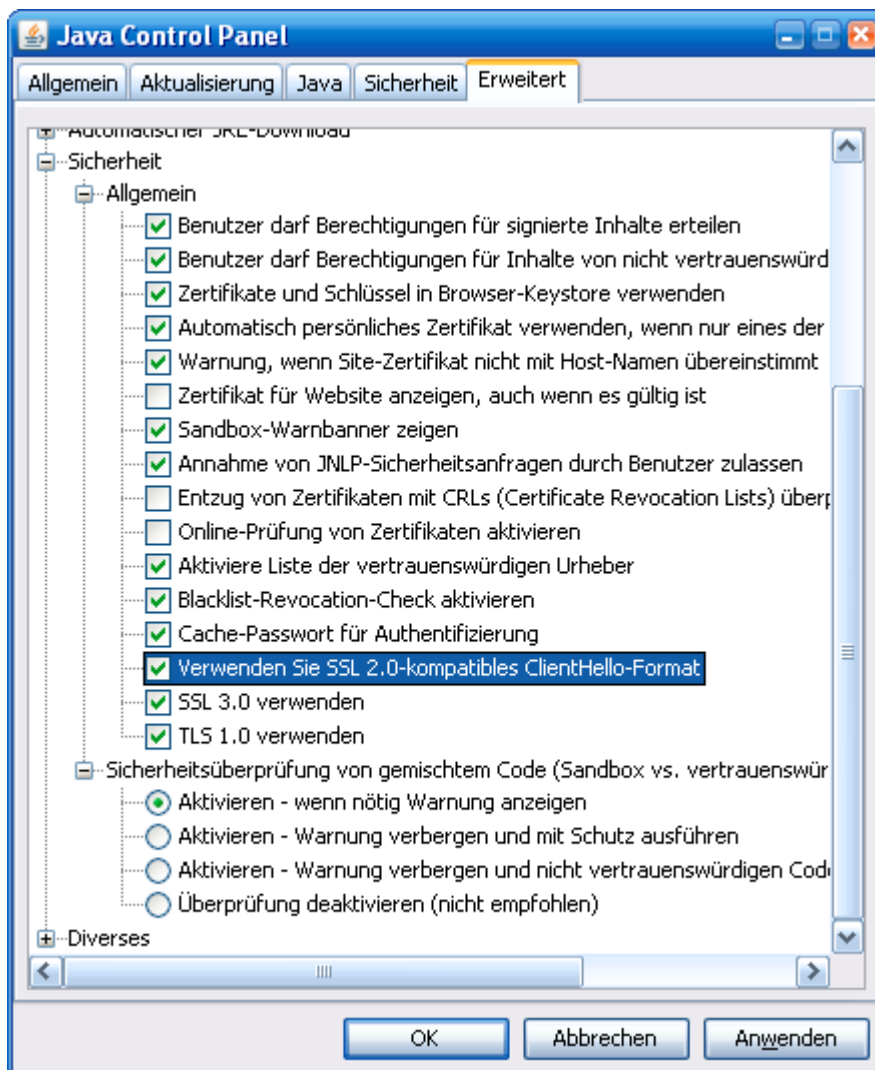 Java Control Panel
Allgemein Aktualisierung Java Sicherheit Erweitert
Automatischer JRE-Download
Sicherheit
Allgemein
Benutzer darf Berechtigungen für signierte Inhalte erteilen
Benutzer darf Berechtigungen für Inhalte von nicht vertrauenswürd
Zertifikate und Schlüssel in Browser-Keystore verwenden
Automatisch persönliches Zertifikat verwenden, wenn nur eines der
Warnung, wenn Site-Zertifikat nicht mit Host-Namen übereinstimmt
Zertifikat für Website anzeigen, auch wenn es gültig ist
Sandbox-Warnbanner zeigen
Annahme von JNLP-Sicherheitsanfragen durch Benutzer zulassen
Entzug von Zertifikaten mit CRLs (Certificate Revocation Lists) überp
Online-Prüfung von Zertifikaten aktivieren
Aktiviere Liste der vertrauenswürdigen Urheber
Blacklist-Revocation-Check aktivieren
Cache-Passwort für Authentifizierung
Verwenden Sie SSL 2.0-kompatibles ClientHello-Format
SSL 3.0 verwenden
TLS 1.0 verwenden
Sicherheitsüberprüfung von gemischtem Code (Sandbox vs. vertrauenswür
Aktivieren - wenn nötig Warnung anzeigen
Aktivieren - Warnung verbergen und mit Schutz ausführen
Aktivieren - Warnung verbergen und nicht vertrauenswürdigen Cod
Überprüfung deaktivieren (nicht empfohlen)
Diverses
OK Abbrechen Anwenden